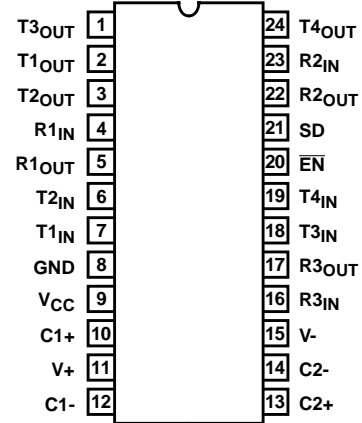 T3OUT 1 24 T4OUT
T1OUT 2 23 R2IN
T2OUT 3 22 R2OUT
R1IN 4 21 SD
R1OUT 5 20 E̅N̅
T2IN 6 19 T4IN
T1IN 7 18 T3IN
GND 8 17 R3OUT
VCC 9 16 R3IN
C1+ 10 15 V-
V+ 11 14 C2-
C1- 12 13 C2+